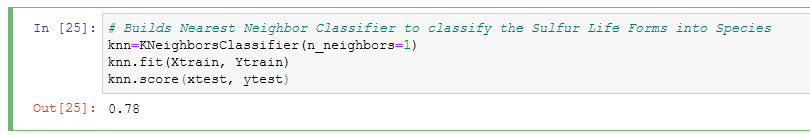 In [25]: # Builds Nearest Neighbor Classifier to classify the Sulfur Life Forms into Species
knn=KNeighborsClassifier(n_neighbors=1)
knn.fit(Xtrain, Ytrain)
knn.score(xtest, ytest)
Out[25]: 0.78